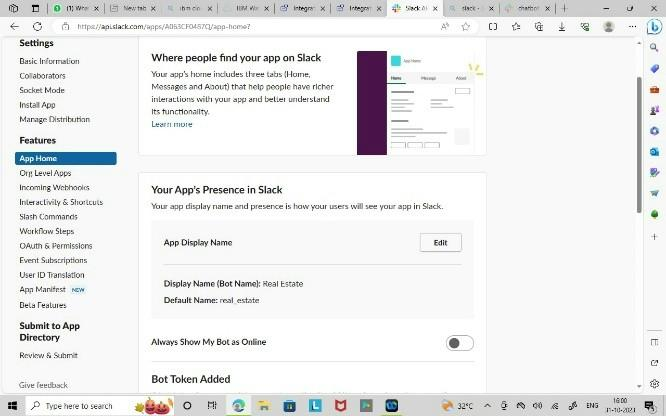 (1) What
New tab
ibm clo
IBM Wa
Integrat
Integrat
Slack A
slack -
chatbot
https://api.slack.com/apps/A063CF0487Q/app-home?
Settings
Basic Information
Collaborators
Socket Mode
Install App
Manage Distribution
Features
App Home
Org Level Apps
Incoming Webhooks
Interactivity & Shortcuts
Slash Commands
Workflow Steps
OAuth & Permissions
Event Subscriptions
User ID Translation
App Manifest NEW
Beta Features
Submit to App
Directory
Review & Submit
Give feedback
Where people find your app on Slack
Your app's home includes three tabs (Home,
Messages and About) that help people have richer
interactions with your app and better understand
its functionality.
Learn more
Home Message About
Your App's Presence in Slack
Your app display name and presence is how your users will see your app in Slack.
App Display Name
Edit
Display Name (Bot Name): Real Estate
Default Name: real_estate
Always Show My Bot as Online
Bot Token Added
Type here to search
32°C
ENG
16:00
31-10-2023